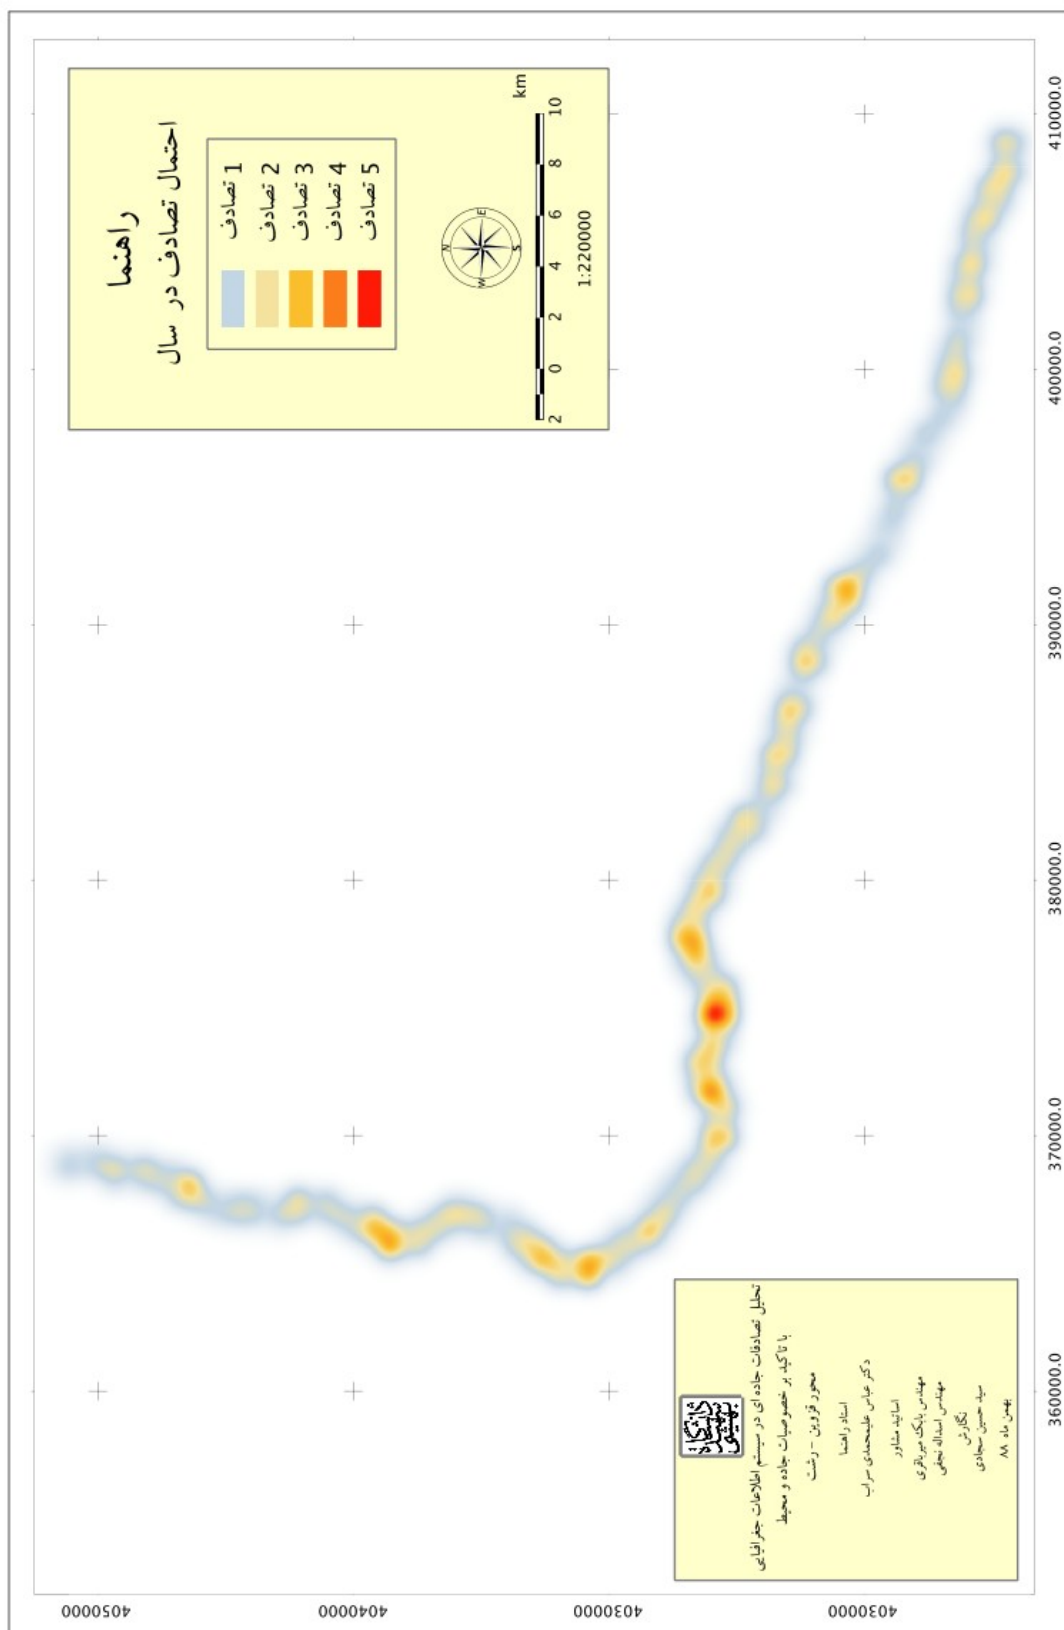 راهنما
احتمال تصادف در سال
1 تصادف
2 تصادف
3 تصادف
4 تصادف
5 تصادف
N
E
S
W
km
2 0 2 4 6 8 10
1:220000
410000.0
400000.0
390000.0
380000.0
370000.0
360000.0
4050000
4040000
4030000
4030000
دانشگاه
شهید
بهشتی
تحلیل تصادفات جاده ای در سیستم اطلاعات جغرافیایی
با تاکید بر خصوصیات جاده و محیط
محور قزوین - رشت
استاد راهنما
دکتر عباس علیمحمدی سراب
اساتید مشاور
مهندس بابک میرباقری
مهندس اسداله نجفی
نگارش
سید حسین سجادی
بهمن ماه ۸۸